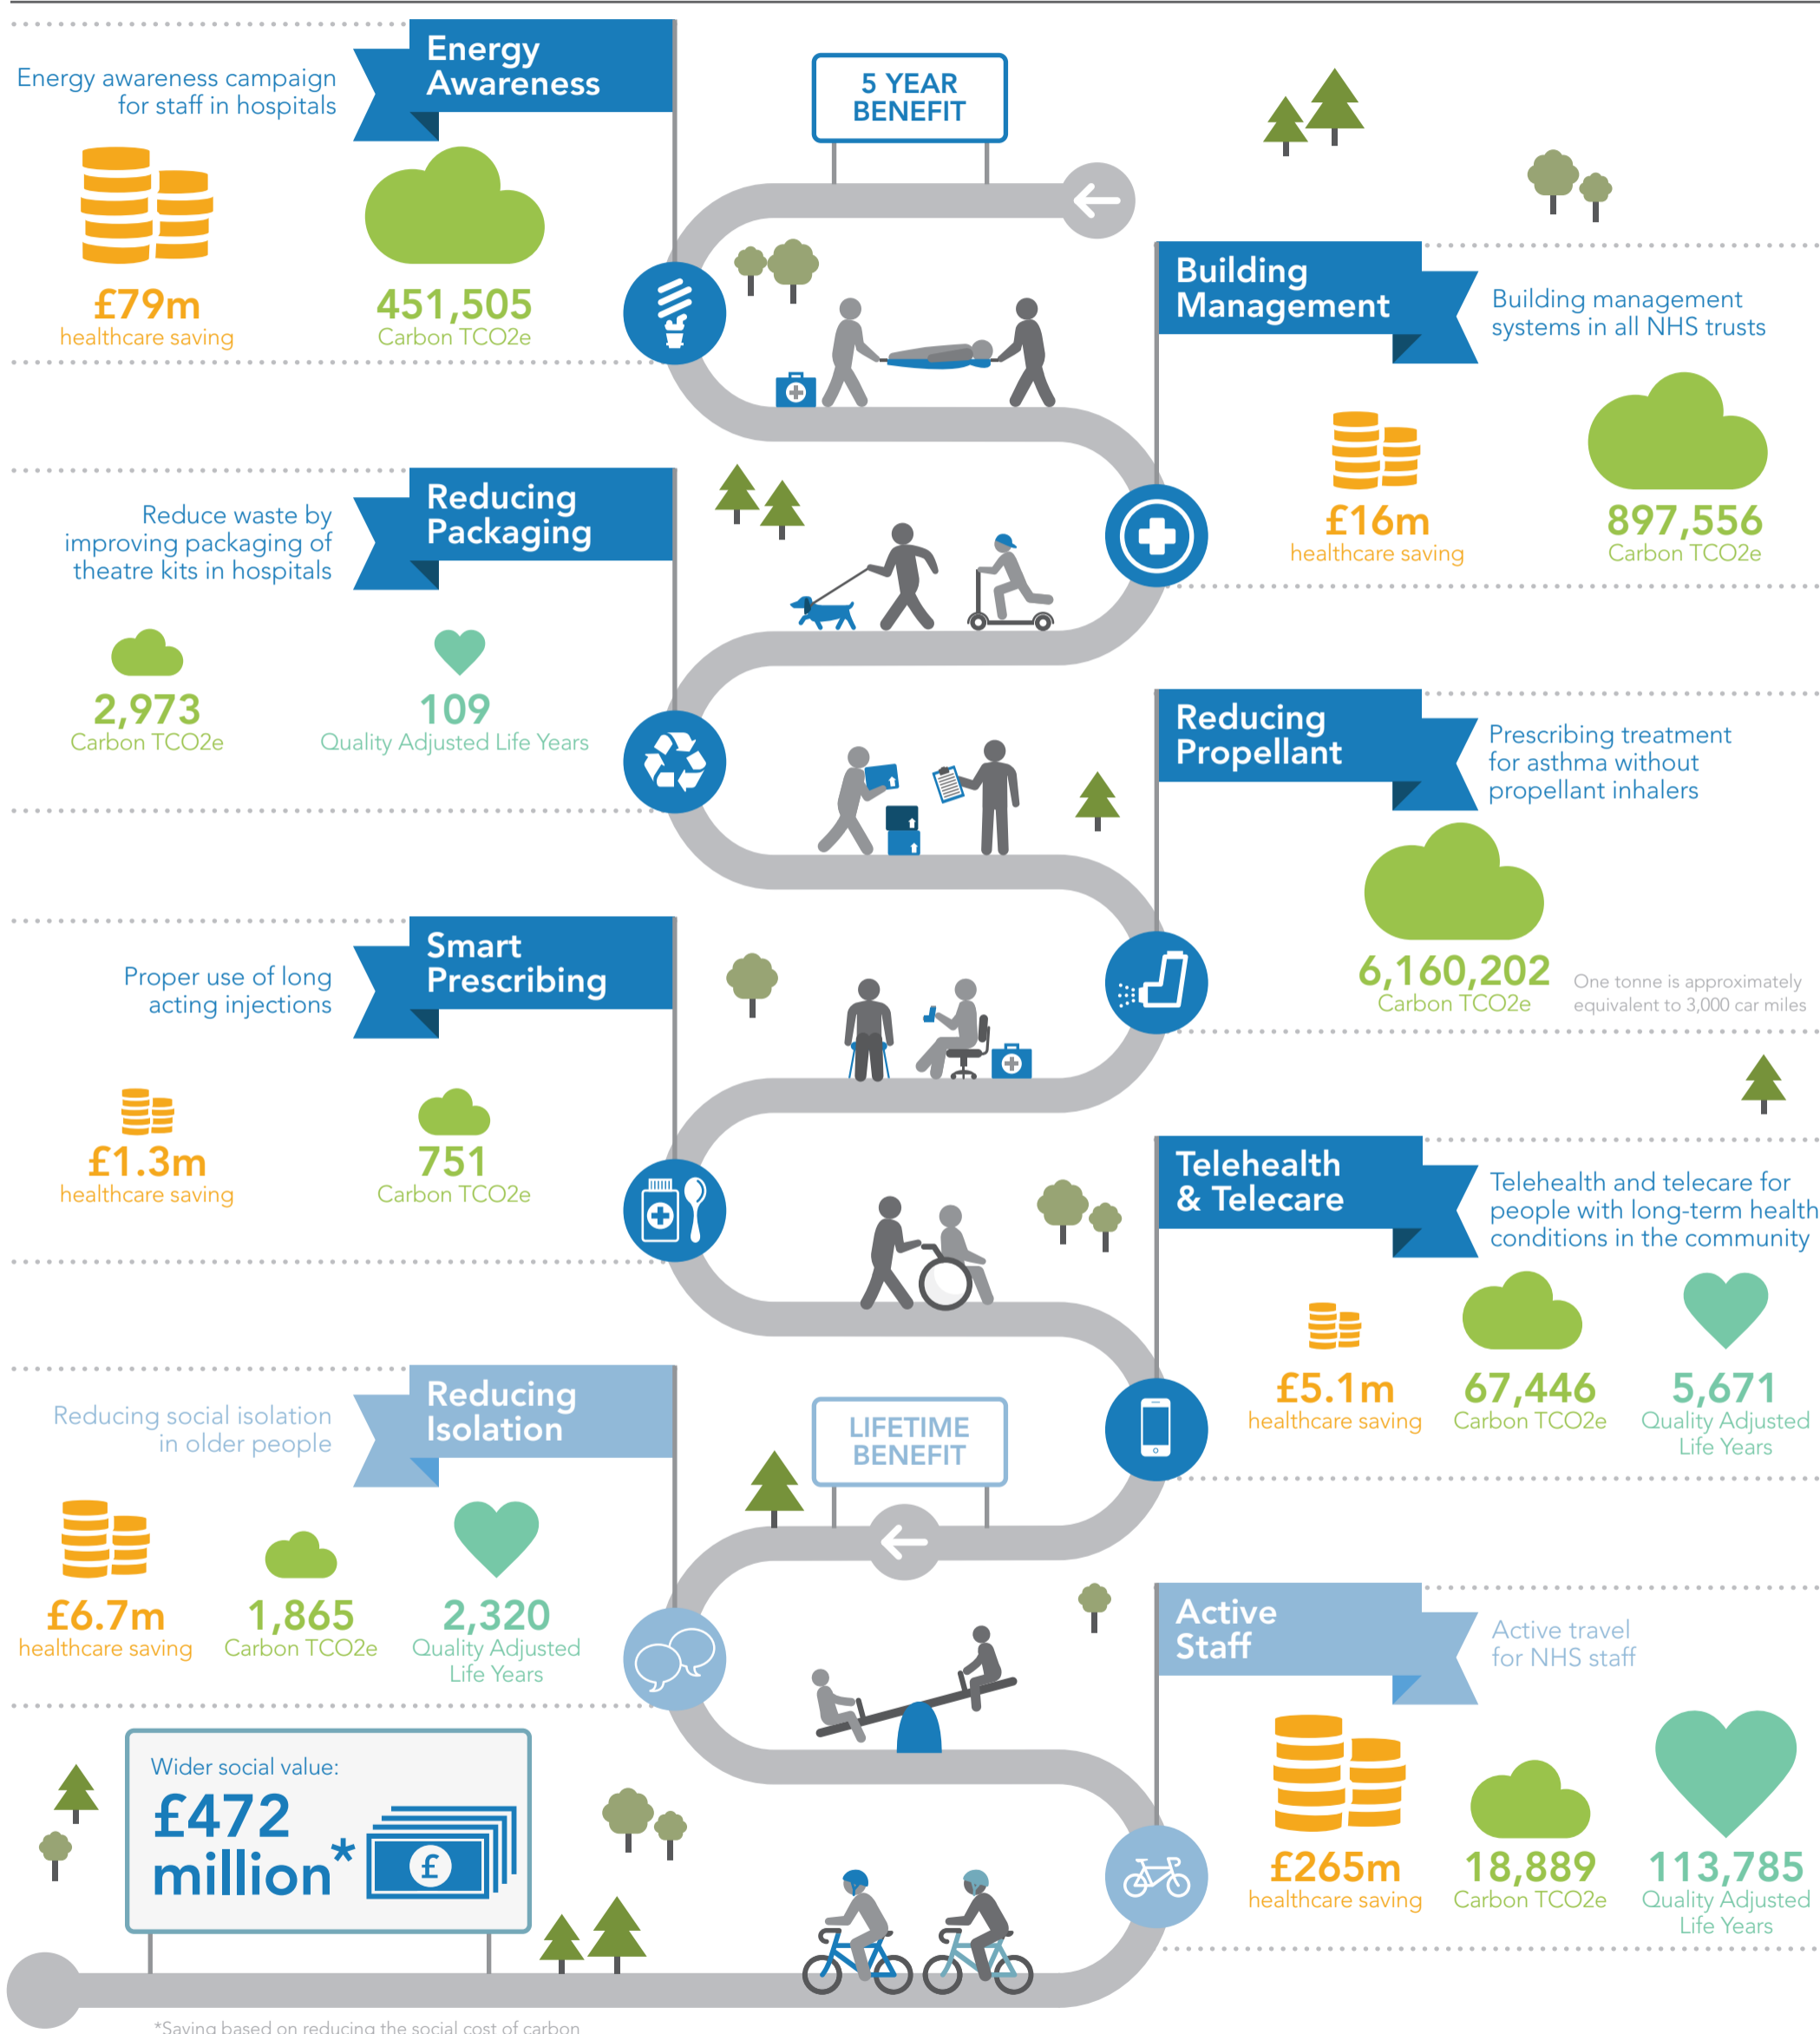 Energy
Awareness
Energy awareness campaign
for staff in hospitals
£79m
healthcare saving
451,505
Carbon TCO2e
5 YEAR
BENEFIT
Building
Management
Building management
systems in all NHS trusts
£16m
healthcare saving
897,556
Carbon TCO2e
Reducing
Packaging
Reduce waste by
improving packaging of
theatre kits in hospitals
2,973
Carbon TCO2e
109
Quality Adjusted Life Years
Reducing
Propellant
Prescribing treatment
for asthma without
propellant inhalers
6,160,202
Carbon TCO2e
One tonne is approximately
equivalent to 3,000 car miles
Smart
Prescribing
Proper use of long
acting injections
£1.3m
healthcare saving
751
Carbon TCO2e
Telehealth
& Telecare
Telehealth and telecare for
people with long-term health
conditions in the community
£5.1m
healthcare saving
67,446
Carbon TCO2e
5,671
Quality Adjusted
Life Years
Reducing
Isolation
Reducing social isolation
in older people
£6.7m
healthcare saving
1,865
Carbon TCO2e
2,320
Quality Adjusted
Life Years
LIFETIME
BENEFIT
Active
Staff
Active travel
for NHS staff
£265m
healthcare saving
18,889
Carbon TCO2e
113,785
Quality Adjusted
Life Years
Wider social value:
£472
million*
£
*Saving based on reducing the social cost of carbon